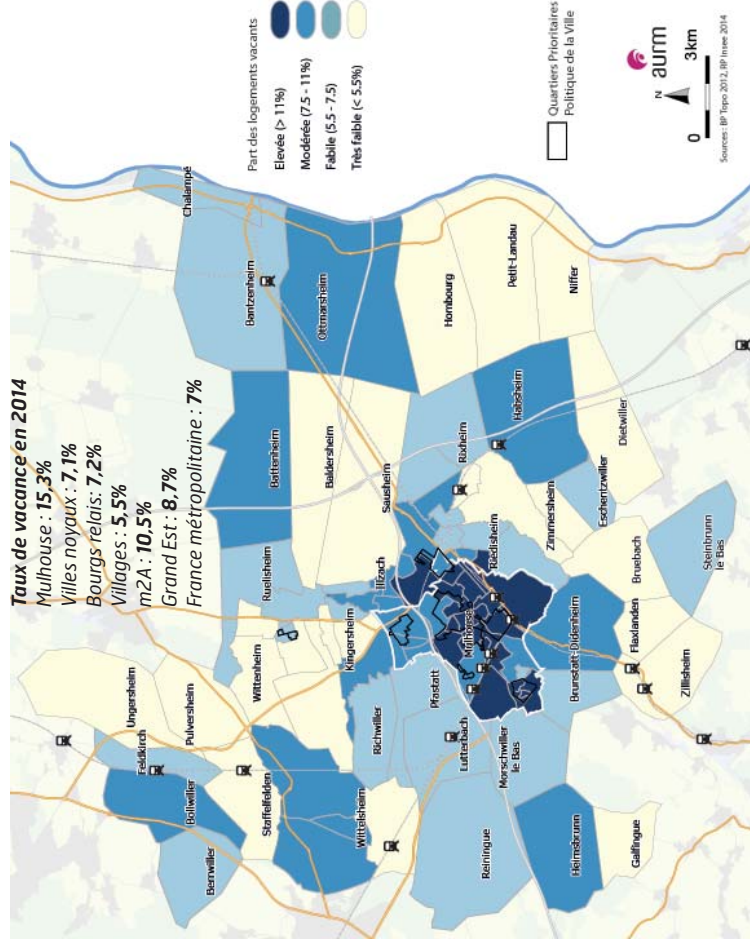 Taux de vacance en 2014
Mulhouse : 15,3%
Villes noyaux : 7,1%
Bourgs relais: 7,2%
Villages : 5,5%
m2A : 10,5%
Grand Est : 8.7%
France métropolitaine : 7%
Part des logements vacants
Elevée (> 11%)
Modérée (7.5 - 11%)
Fabile (5.5 - 7.5)
Très faible (< 5.5%)
Quartiers Prioritaires
Politique de la Ville
aurm
N
0 3km
Sources : BP Topo 2012, RP Insee 2014
Chalampé
Bantzenheim
Ottmarsheim
Hombourg
Petit-Landau
Niffer
Battenheim
Baldersheim
Sausheim
Rixheim
Habsheim
Dietwiller
Eschentzwiller
Zimmersheim
Ruelisheim
Illzach
Riedisheim
Bruebach
Steinbrunn
le Bas
Ungersheim
Pulversheim
Wittenheim
Kingersheim
Mulhouse
Brunstatt-Didenheim
Flaxlanden
Zillisheim
Feldkirch
Bollwiller
Staffelfelden
Richwiller
Pfastatt
Lutterbach
Morschwiller
le Bas
Berrwiller
Wittelsheim
Reiningue
Heimsbrunn
Galfingue